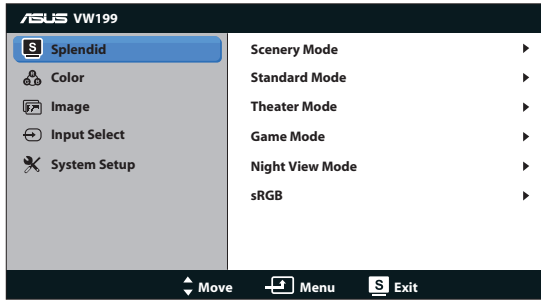 ASUS VW199
S Splendid
Color
Image
Input Select
System Setup
Scenery Mode
Standard Mode
Theater Mode
Game Mode
Night View Mode
sRGB
Move Menu S Exit